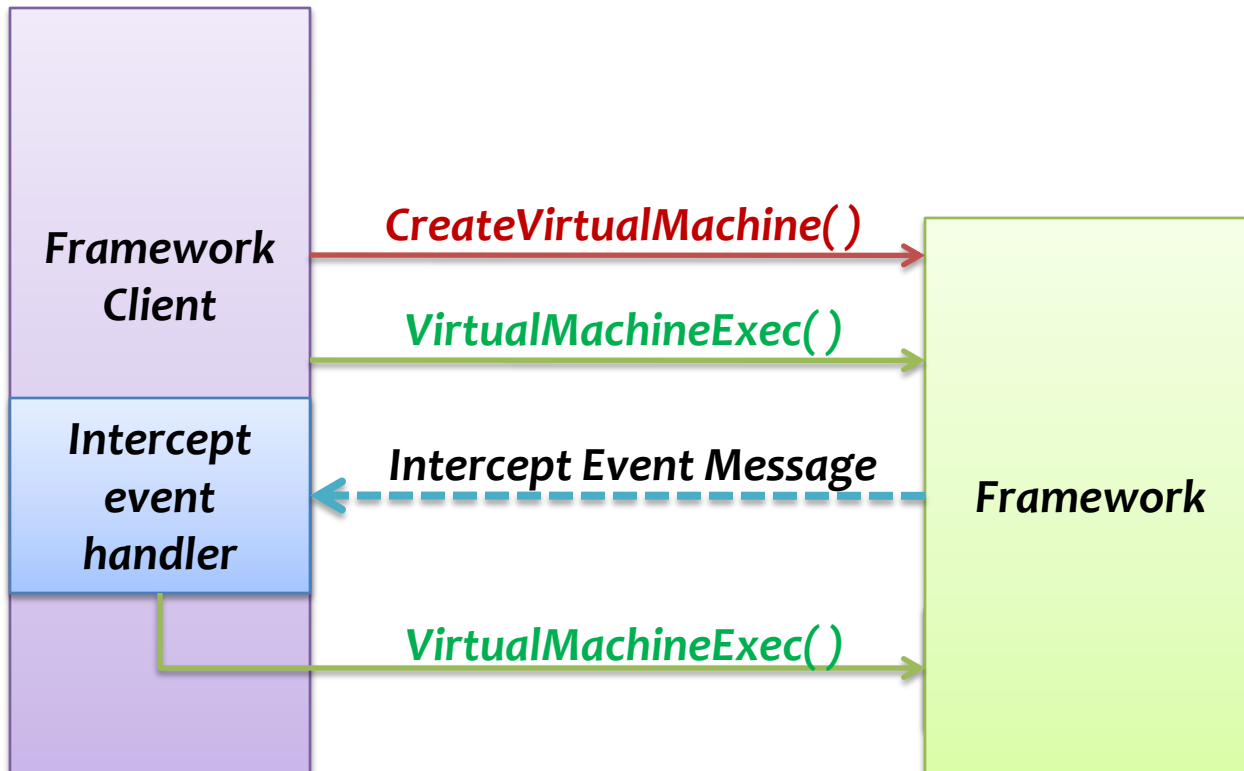 CreateVirtualMachine( )
Framework
Client
VirtualMachineExec( )
Intercept
event
handler
Intercept Event Message
Framework
VirtualMachineExec( )